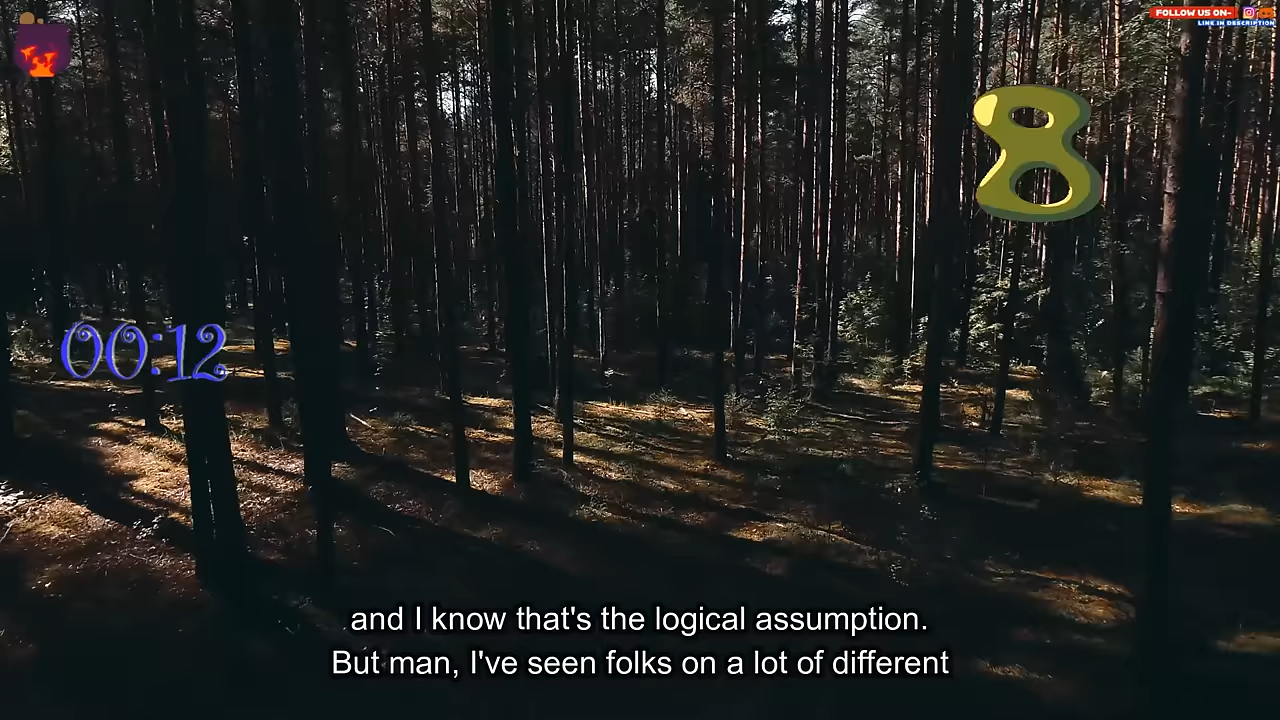 FOLLOW US ON-
LINK IN DESCRIPTION
8
00:12
and I know that's the logical assumption.
But man, I've seen folks on a lot of different